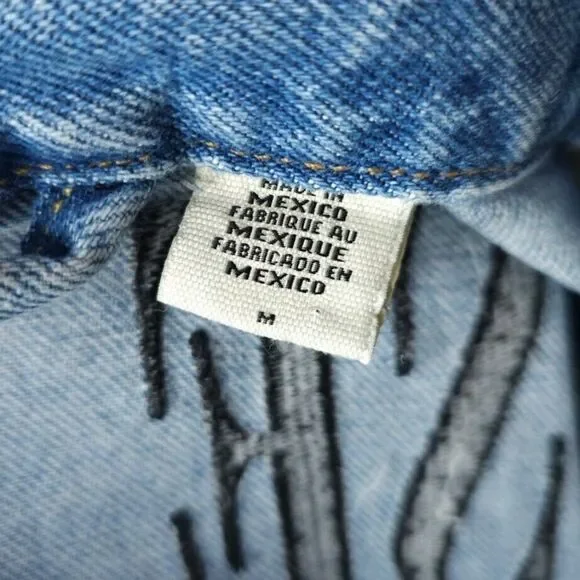 MADE IN
MEXICO
FABRIQUE AU
MEXIQUE
FABRICADO EN
MEXICO
M